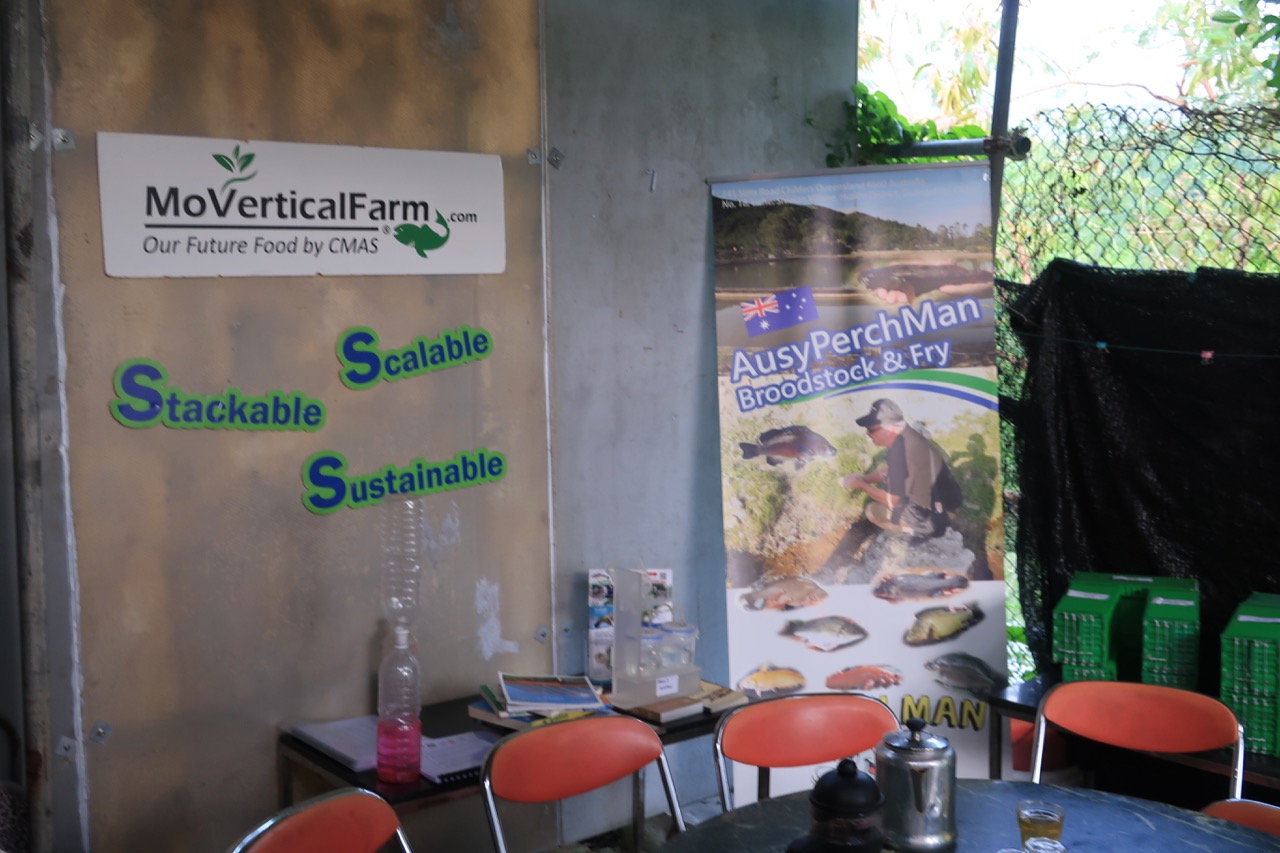 MoVerticalFarm.com
®
Our Future Food by CMAS
Scalable
Stackable
Sustainable
AusyPerchMan
Broodstock & Fry
MAN